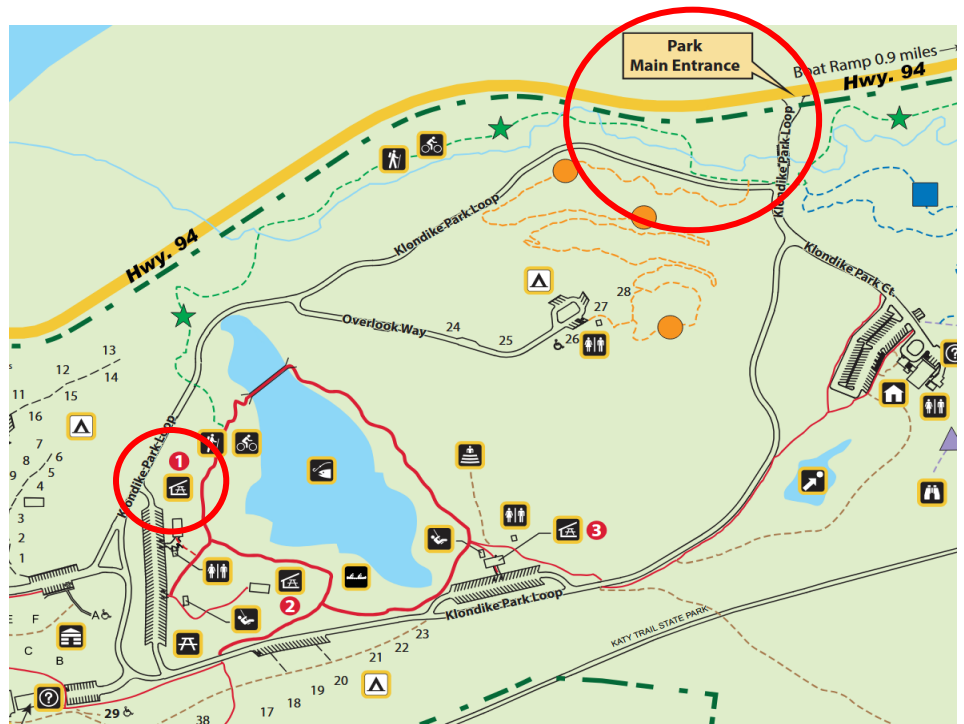 Park
Main Entrance
Boat Ramp 0.9 miles
Hwy. 94
Klondike Park Loop
Klondike Park Loop
Hwy. 94
Klondike Park Ct.
28
27
Overlook Way
24
25
26
13
12
14
11
15
16
7
6
8
5
9
4
3
2
1
Klondike Park Loop
1
?
3
2
Klondike Park Loop
KATY TRAIL STATE PARK
E
F
A
C
B
23
22
21
20
19
18
17
38
?
29